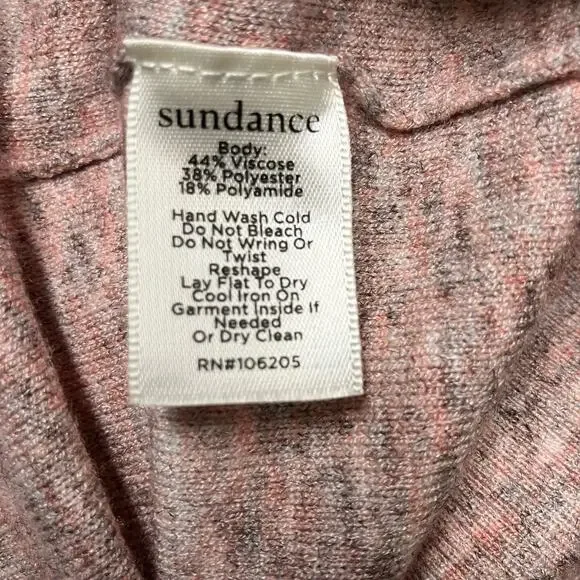 sundance
Body:
44% Viscose
38% Polyester
18% Polyamide
Hand Wash Cold
Do Not Bleach
Do Not Wring Or
Twist
Reshape
Lay Flat To Dry
Cool Iron On
Garment Inside If
Needed
Or Dry Clean
RN#106205